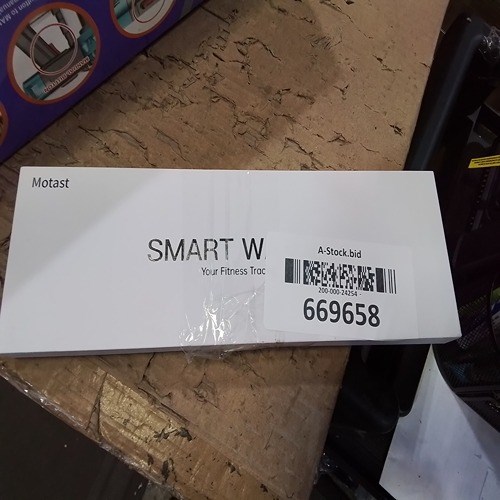 Motast
SMART W
Your Fitness Trac
A-Stock.bid
200-000-24254
669658